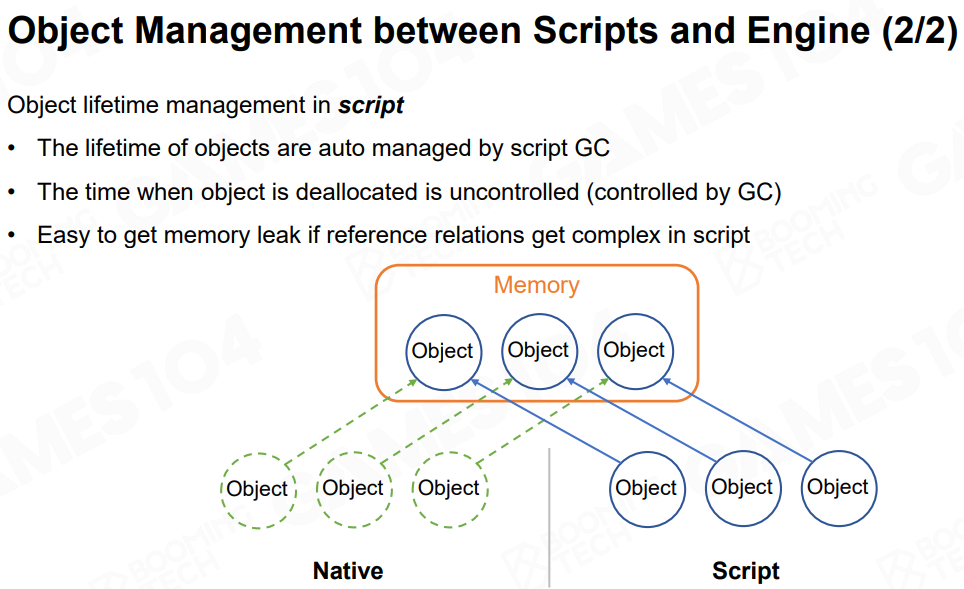 Object Management between Scripts and Engine (2/2)
Object lifetime management in script
• The lifetime of objects are auto managed by script GC
• The time when object is deallocated is uncontrolled (controlled by GC)
• Easy to get memory leak if reference relations get complex in script
Memory
Object Object Object
Object Object Object Object Object Object
Native Script
GAMES104
BOOMING TECH